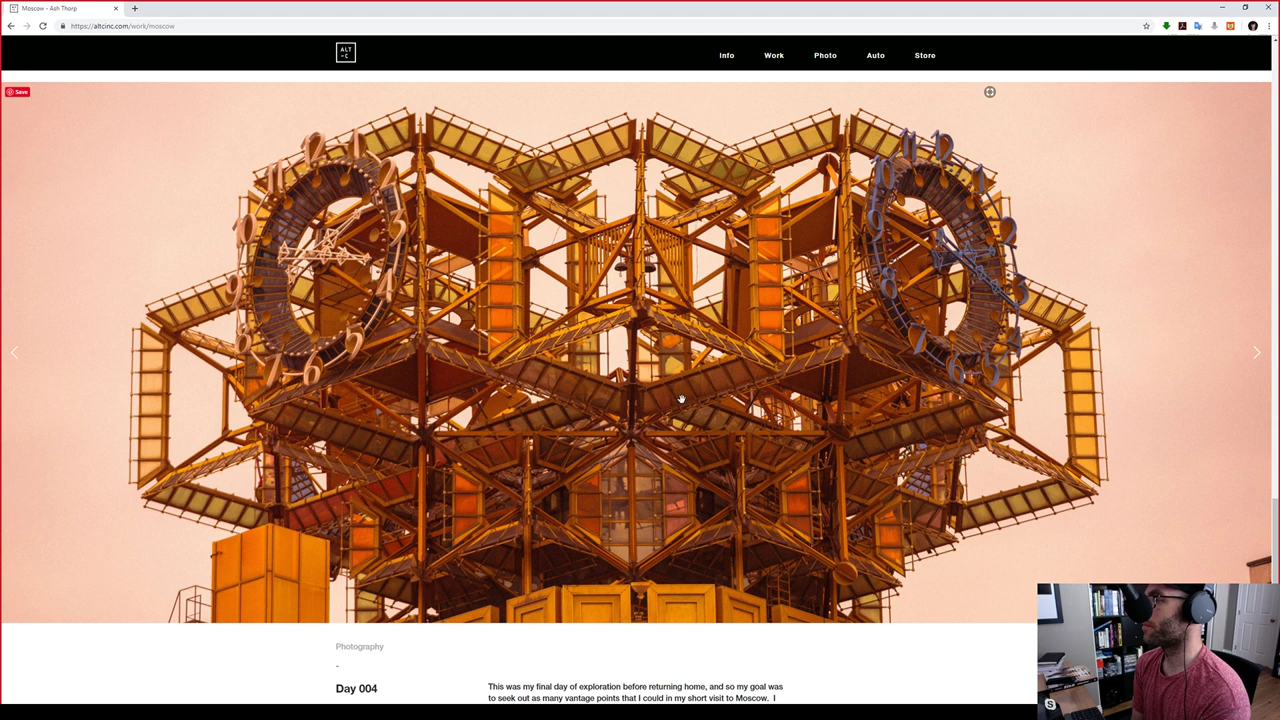 Moscow - Ash Thorp
https://altcinc.com/work/moscow
ALT
-C
Info
Work
Photo
Auto
Store
Save
Photography
-
Day 004
This was my final day of exploration before returning home, and so my goal was
to seek out as many vantage points that I could in my short visit to Moscow. I